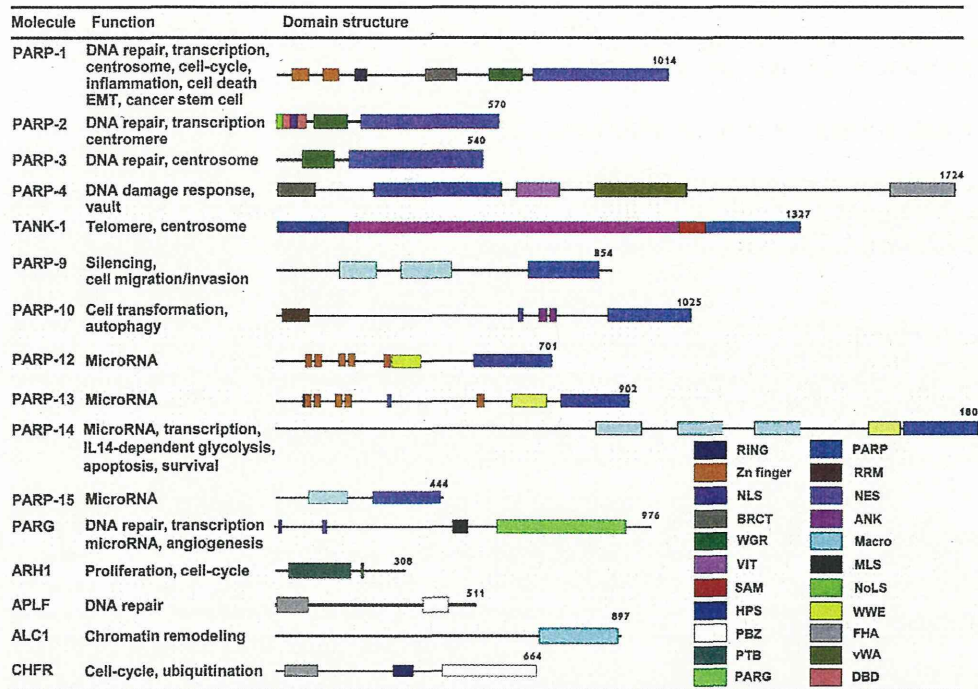 Molecule Function Domain structure
PARP-1 DNA repair, transcription,
centrosome, cell-cycle,
inflammation, cell death
EMT, cancer stem cell
1014
PARP-2 DNA repair, transcription
centromere
570
PARP-3 DNA repair, centrosome
540
PARP-4 DNA damage response,
vault
1724
TANK-1 Telomere, centrosome
1327
PARP-9 Silencing,
cell migration/invasion
854
PARP-10 Cell transformation,
autophagy
1025
PARP-12 MicroRNA
701
PARP-13 MicroRNA
902
PARP-14 MicroRNA, transcription,
IL14-dependent glycolysis,
apoptosis, survival
180
PARP-15 MicroRNA
444
PARG DNA repair, transcription
microRNA, angiogenesis
976
ARH1 Proliferation, cell-cycle
308
APLF DNA repair
511
ALC1 Chromatin remodeling
897
CHFR Cell-cycle, ubiquitination
664
RING PARP
Zn finger RRM
NLS NES
BRCT ANK
WGR Macro
VIT MLS
SAM NoLS
HPS WWE
PBZ FHA
PTB vWA
PARG DBD